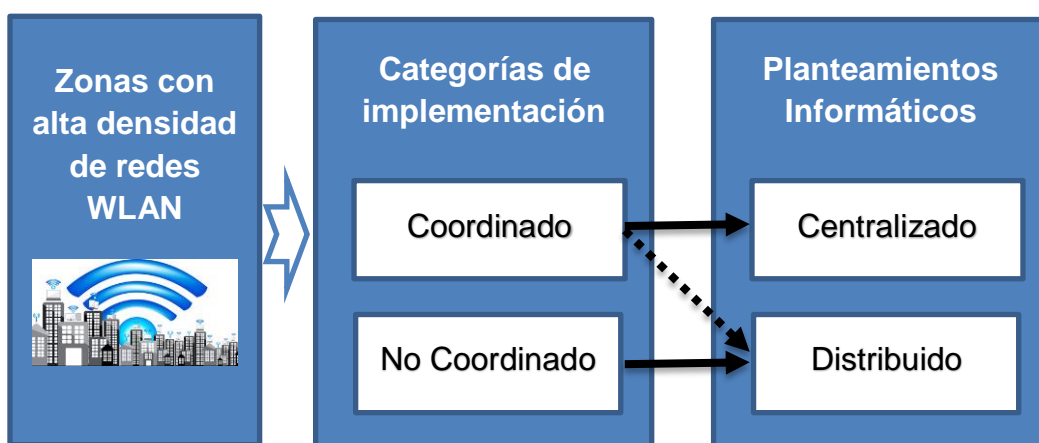 Zonas con
alta densidad
de redes
WLAN
Categorías de
implementación
Coordinado
No Coordinado
Planteamientos
Informáticos
Centralizado
Distribuido